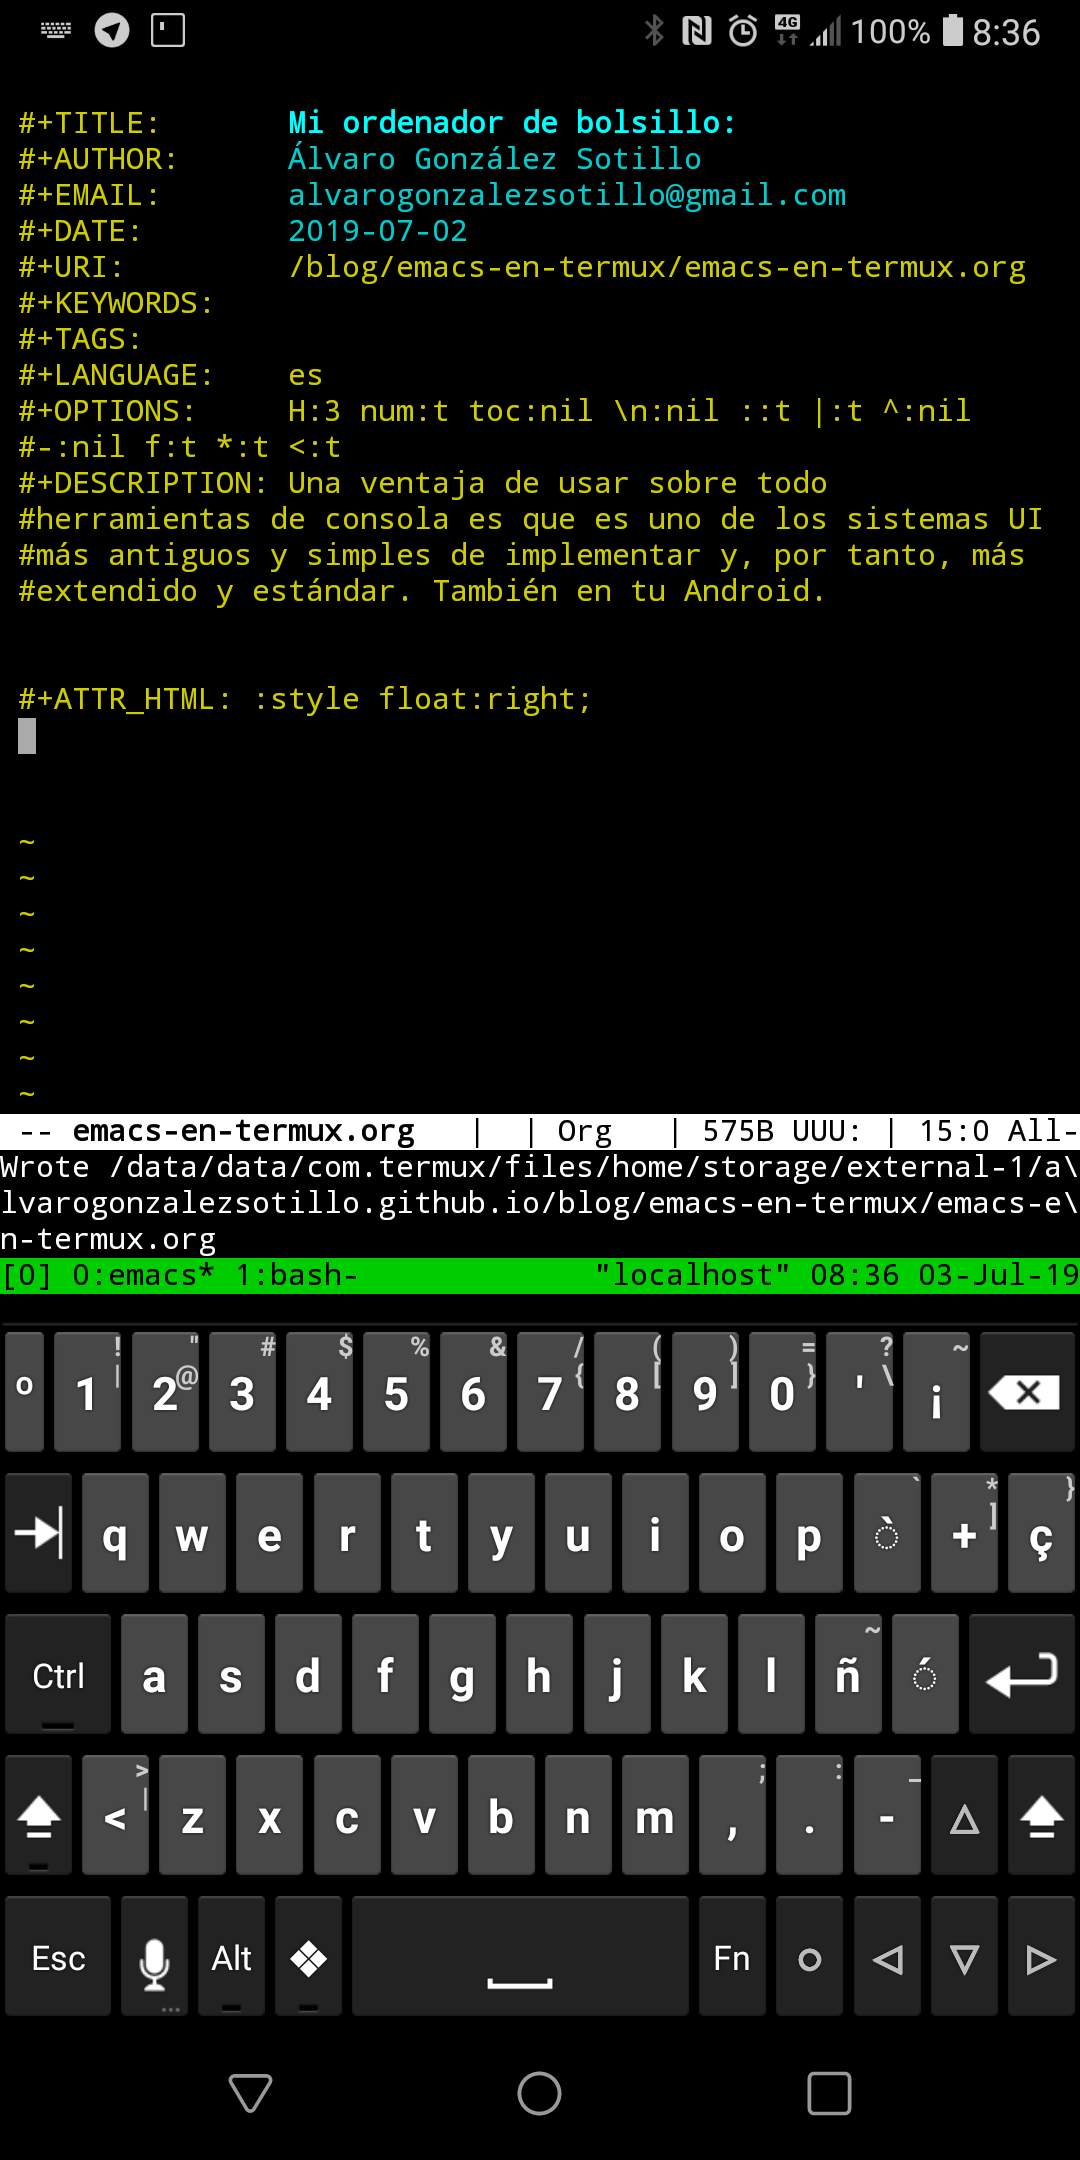 4G 100% 8:36
#+TITLE: Mi ordenador de bolsillo:
#+AUTHOR: Álvaro González Sotillo
#+EMAIL: alvarogonzalezsotillo@gmail.com
#+DATE: 2019-07-02
#+URI: /blog/emacs-en-termux/emacs-en-termux.org
#+KEYWORDS:
#+TAGS:
#+LANGUAGE: es
#+OPTIONS: H:3 num:t toc:nil \n:nil ::t |:t ^:nil
#-:nil f:t *:t <:t
#+DESCRIPTION: Una ventaja de usar sobre todo
#herramientas de consola es que es uno de los sistemas UI
#más antiguos y simples de implementar y, por tanto, más
#extendido y estándar. También en tu Android.
#+ATTR_HTML: :style float:right;
~
~
~
~
~
~
~
~
-- emacs-en-termux.org | | Org | 575B UUU: | 15:0 All-
Wrote /data/data/com.termux/files/home/storage/external-1/a\
lvarogonzalezsotillo.github.io/blog/emacs-en-termux/emacs-e\
n-termux.org
[0] 0:emacs* 1:bash- "localhost" 08:36 03-Jul-19
! " # $ % & / ( ) = ? ~
| @ { [ ] } \
º 1 2 3 4 5 6 7 8 9 0 ' ¡
` * }
]
q w e r t y u i o p ` + ç
~
Ctrl a s d f g h j k l ñ ´
> ; : _
|
< z x c v b n m , . -
Esc Alt Fn
...